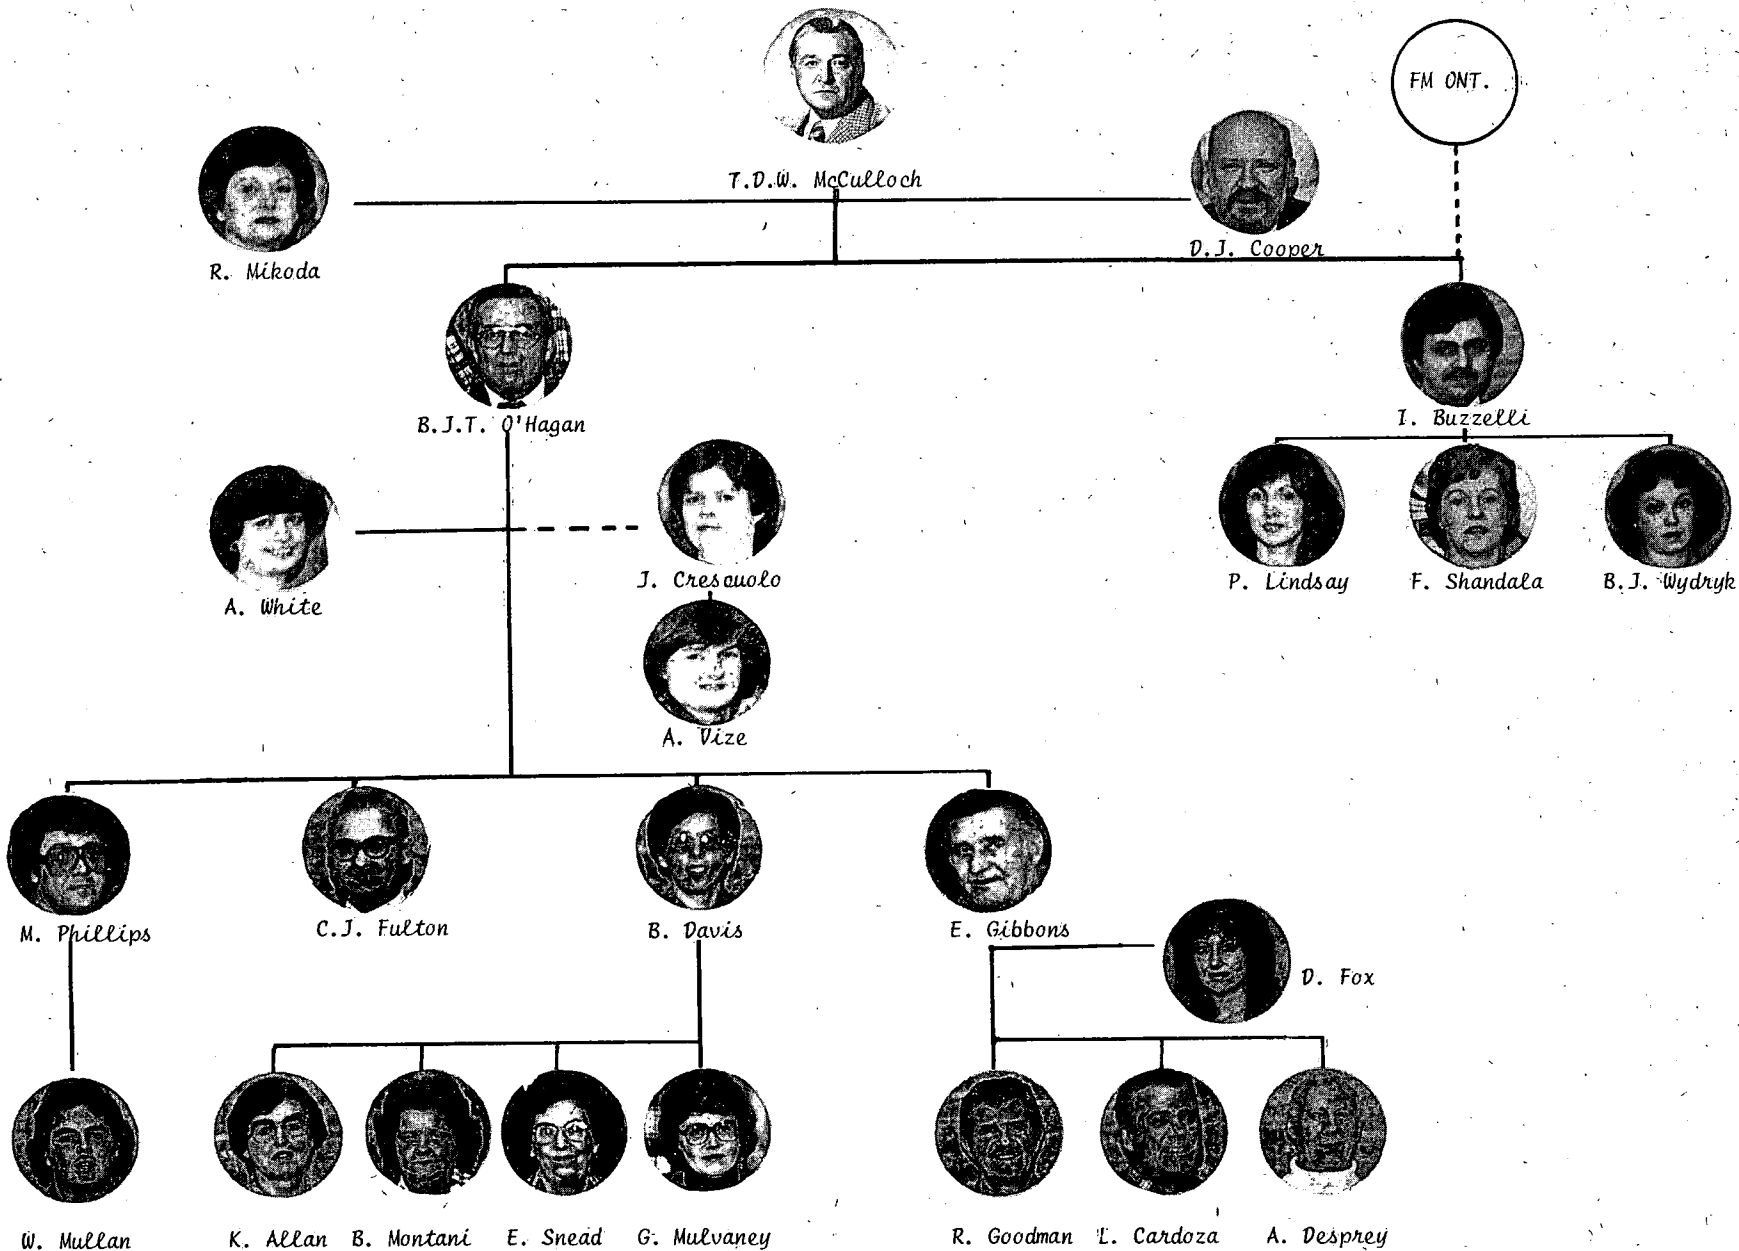 FM ONT.
T.D.W. McCulloch
D.J. Cooper
R. Mikoda
B.J.T. O'Hagan
I. Buzzelli
J. Crescuolo
P. Lindsay
F. Shandala
B.J. Wydryk
A. White
A. Vize
M. Phillips
C.J. Fulton
B. Davis
E. Gibbons
D. Fox
W. Mullan
K. Allan
B. Montani
E. Snead
G. Mulvaney
R. Goodman
L. Cardoza
A. Desprey